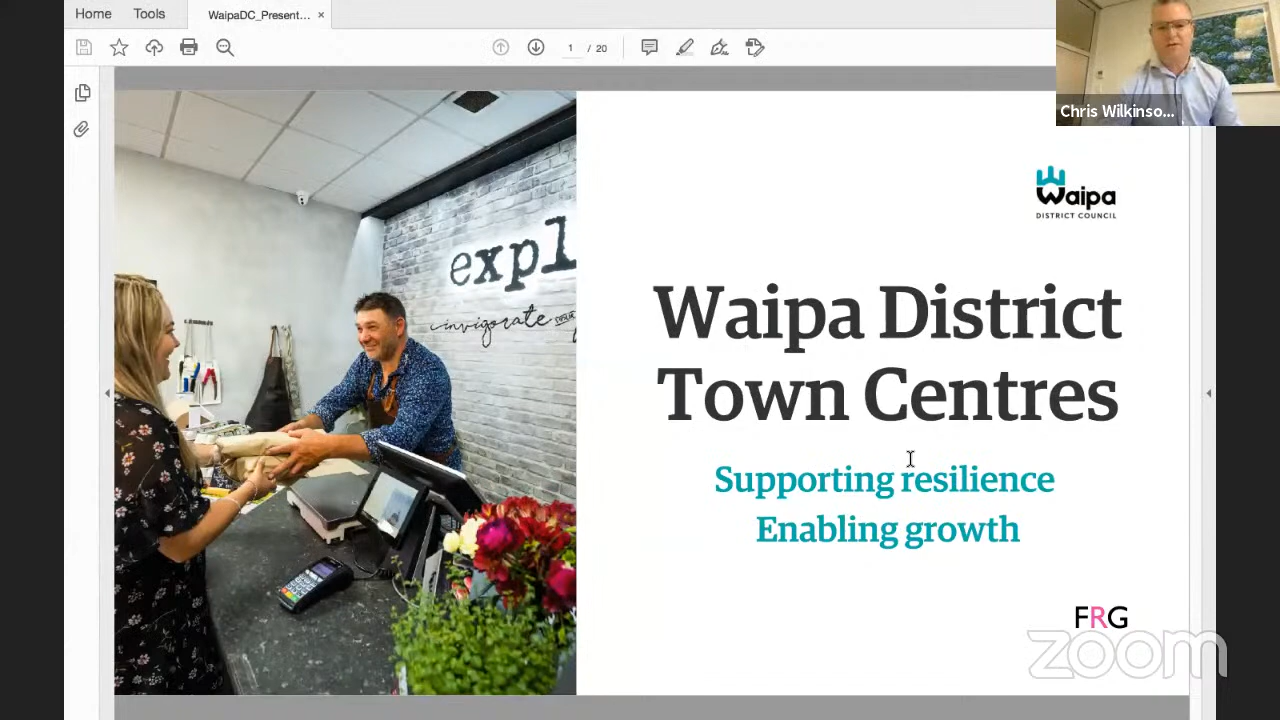 Home Tools WaipaDC_Present... ×
1 / 20
Chris Wilkinso...
Waipa
DISTRICT COUNCIL
expl
invigorate
Waipa District
Town Centres
Supporting resilience
Enabling growth
FRG
zoom